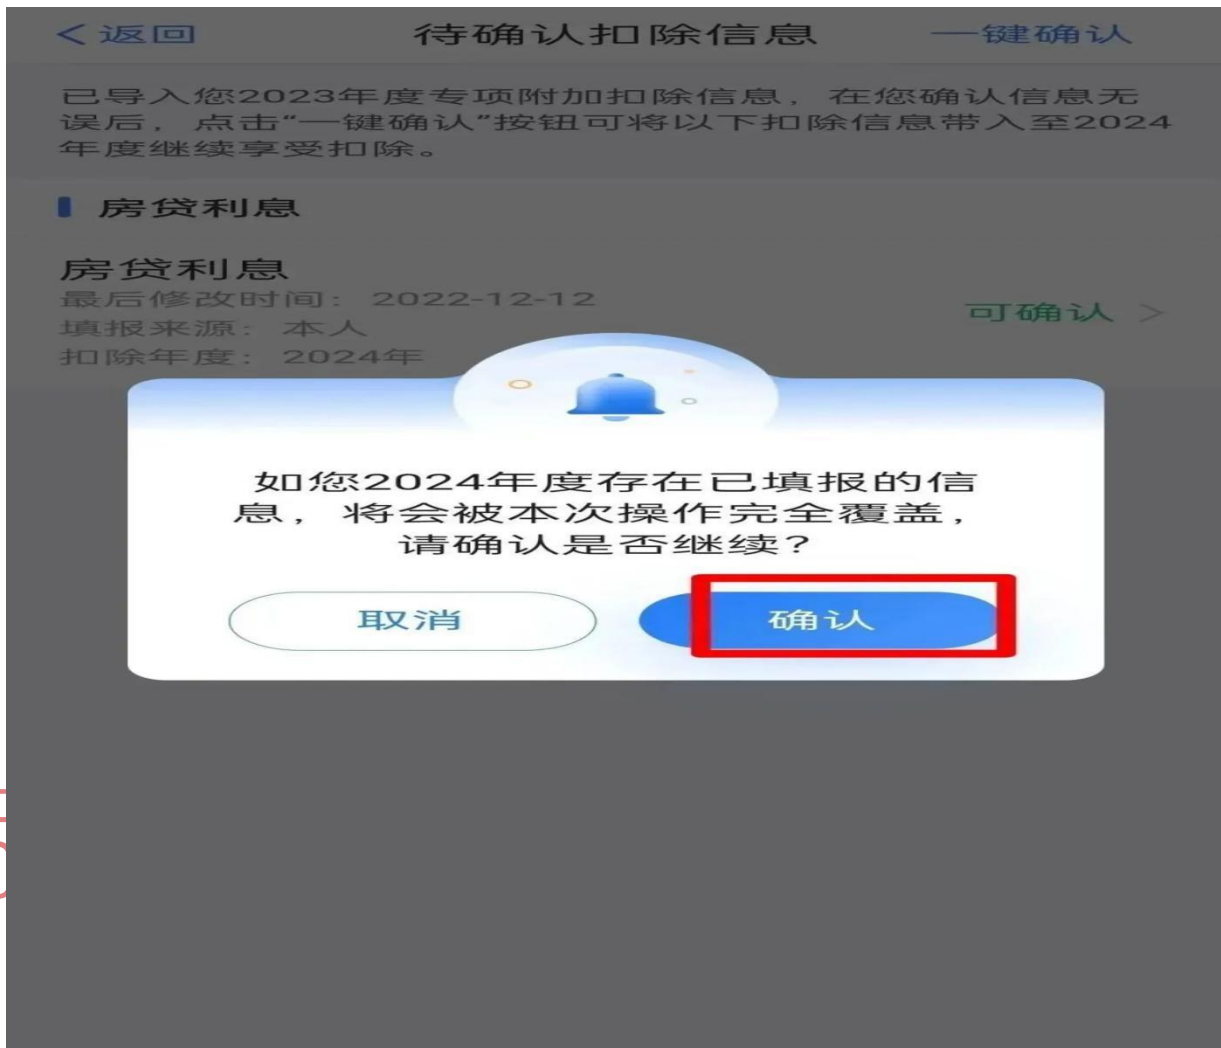 <返回 待确认扣除信息 一键确认
已导入您2023年度专项附加扣除信息，在您确认信息无
误后，点击“一键确认”按钮可将以下扣除信息带入至2024
年度继续享受扣除。
房贷利息
房贷利息
最后修改时间：2022-12-12
填报来源：本人
可确认 >
扣除年度：2024年
如您2024年度存在已填报的信
息，将会被本次操作完全覆盖，
请确认是否继续？
取消 确认